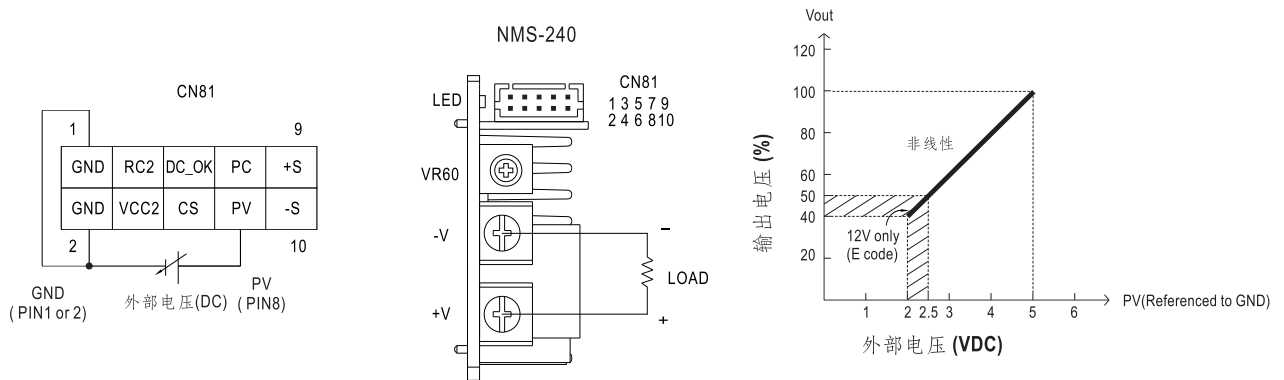 CN81
1 9
GND RC2 DC_OK PC +S
GND VCC2 CS PV -S
2 10
GND
( PIN1 or 2)
外部电压(DC)
PV
( PIN8)
NMS-240
LED
CN81
1 3 5 7 9
2 4 6 8 10
VR60
-V
+V
−
LOAD
+
Vout
120
100
80
60
50
40
20
输出电压 (%)
非线性
12V only
(E code)
1 2 2.5 3 4 5 6
PV(Referenced to GND)
外部电压 (VDC)